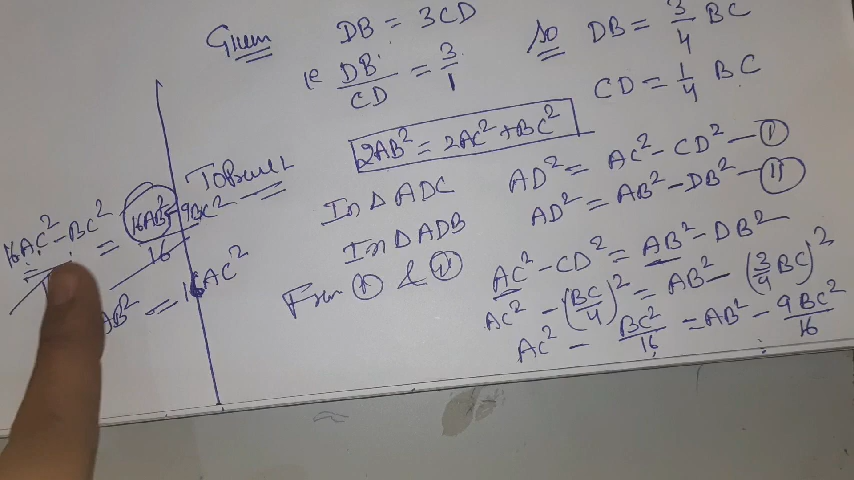 Given DB = 3CD So DB = 3/4 BC
ie DB/CD = 3/1 CD = 1/4 BC
2AB² = 2AC² + BC²
In Δ ADC AD² = AC² - CD² - I
In Δ ADB AD² = AB² - DB² - II
From I & II AC² - CD² = AB² - DB²
AC² - (BC/4)² = AB² - (3/4 BC)²
AC² - BC²/16 = AB² - 9BC²/16
16AC² - BC² = 16AB² - 9BC²
16
AB² = 16AC²